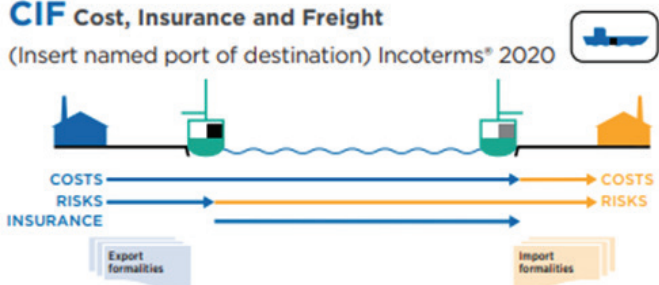 CIF Cost, Insurance and Freight
(Insert named port of destination) Incoterms® 2020
COSTS COSTS
RISKS RISKS
INSURANCE
Export
formalities
Import
formalities